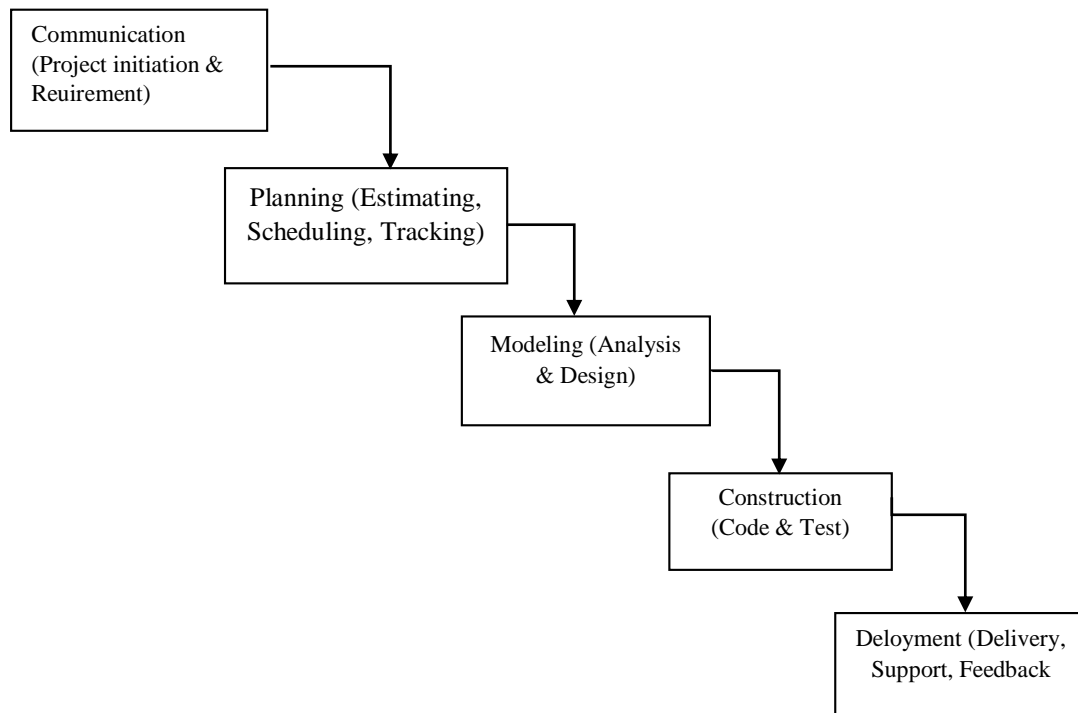 Communication
(Project initiation &
Reuirement)
Planning (Estimating,
Scheduling, Tracking)
Modeling (Analysis
& Design)
Construction
(Code & Test)
Deloyment (Delivery,
Support, Feedback